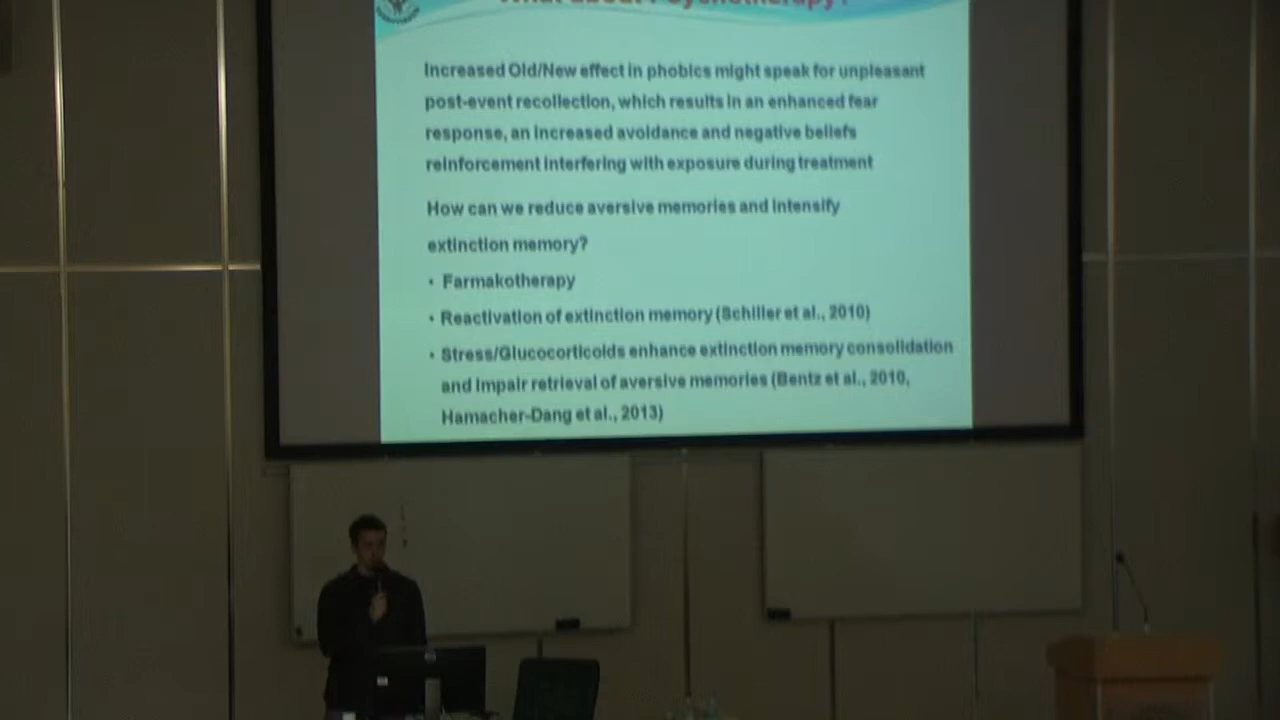 What about Psychotherapy?
Increased Old/New effect in phobics might speak for unpleasant
post-event recollection, which results in an enhanced fear
response, an increased avoidance and negative beliefs
reinforcement interfering with exposure during treatment
How can we reduce aversive memories and intensify
extinction memory?
• Farmakotherapy
• Reactivation of extinction memory (Schiller et al., 2010)
• Stress/Glucocorticoids enhance extinction memory consolidation
and impair retrieval of aversive memories (Bentz et al., 2010,
Hamacher-Dang et al., 2013)